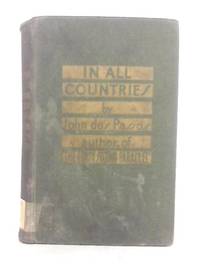 IN ALL
COUNTRIES
by
John dos Passos
author of